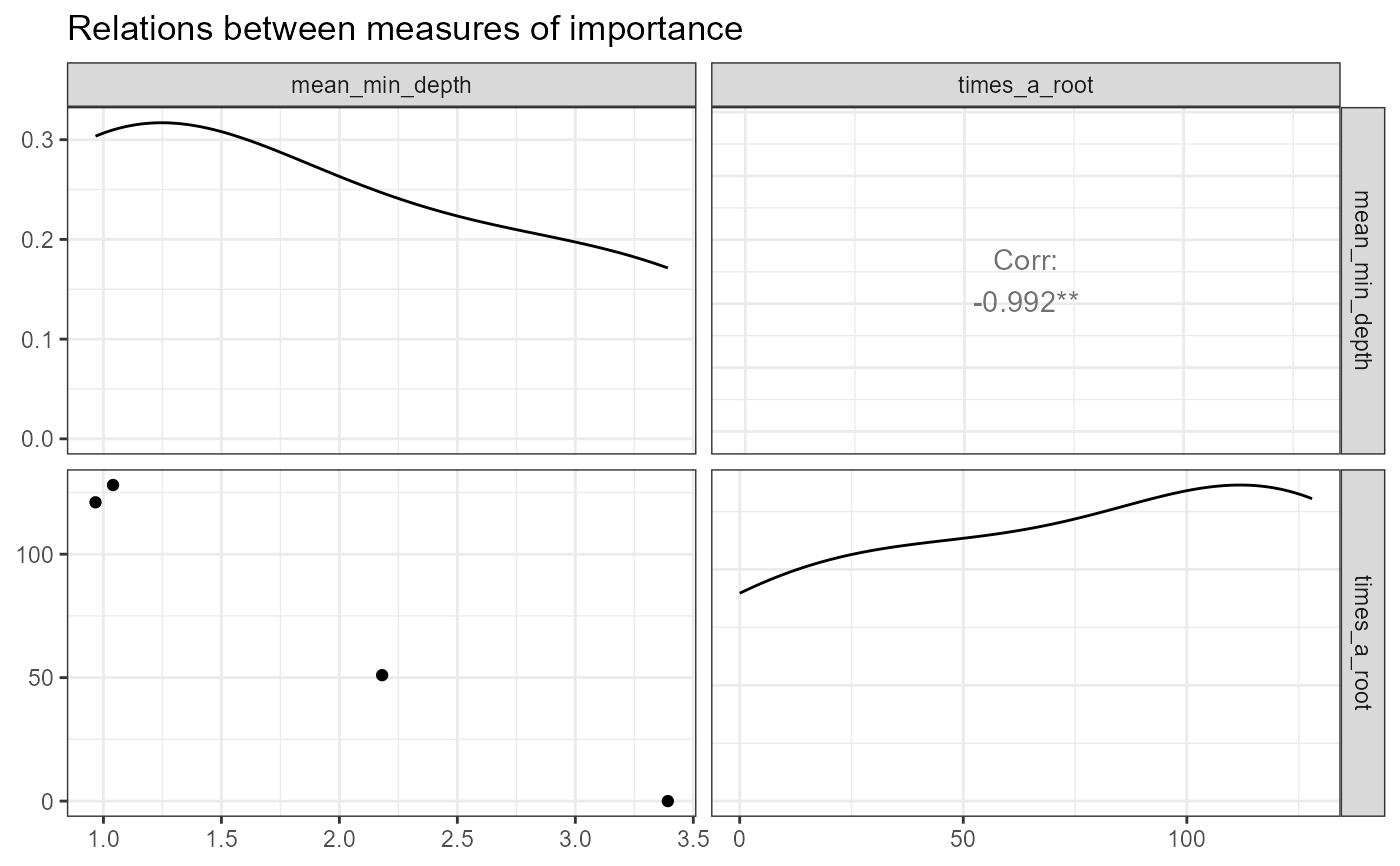 Relations between measures of importance
mean_min_depth
times_a_root
0.3
0.2
0.1
0.0
Corr:
-0.992**
mean_min_depth
100
50
0
times_a_root
1.0 1.5 2.0 2.5 3.0 3.5
0 50 100